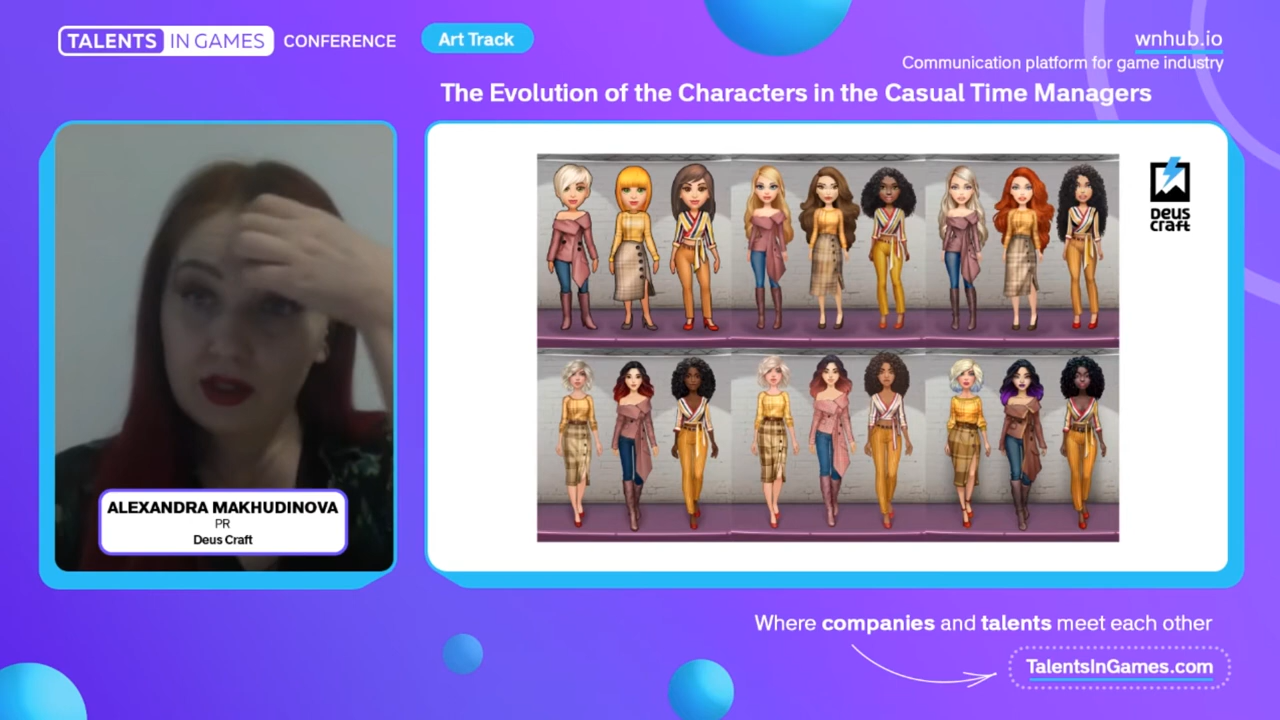 TALENTS IN GAMES CONFERENCE
Art Track
wnhub.io
Communication platform for game industry
The Evolution of the Characters in the Casual Time Managers
DEUS
CRAFT
ALEXANDRA MAKHUDINOVA
PR
Deus Craft
Where companies and talents meet each other
TalentsInGames.com